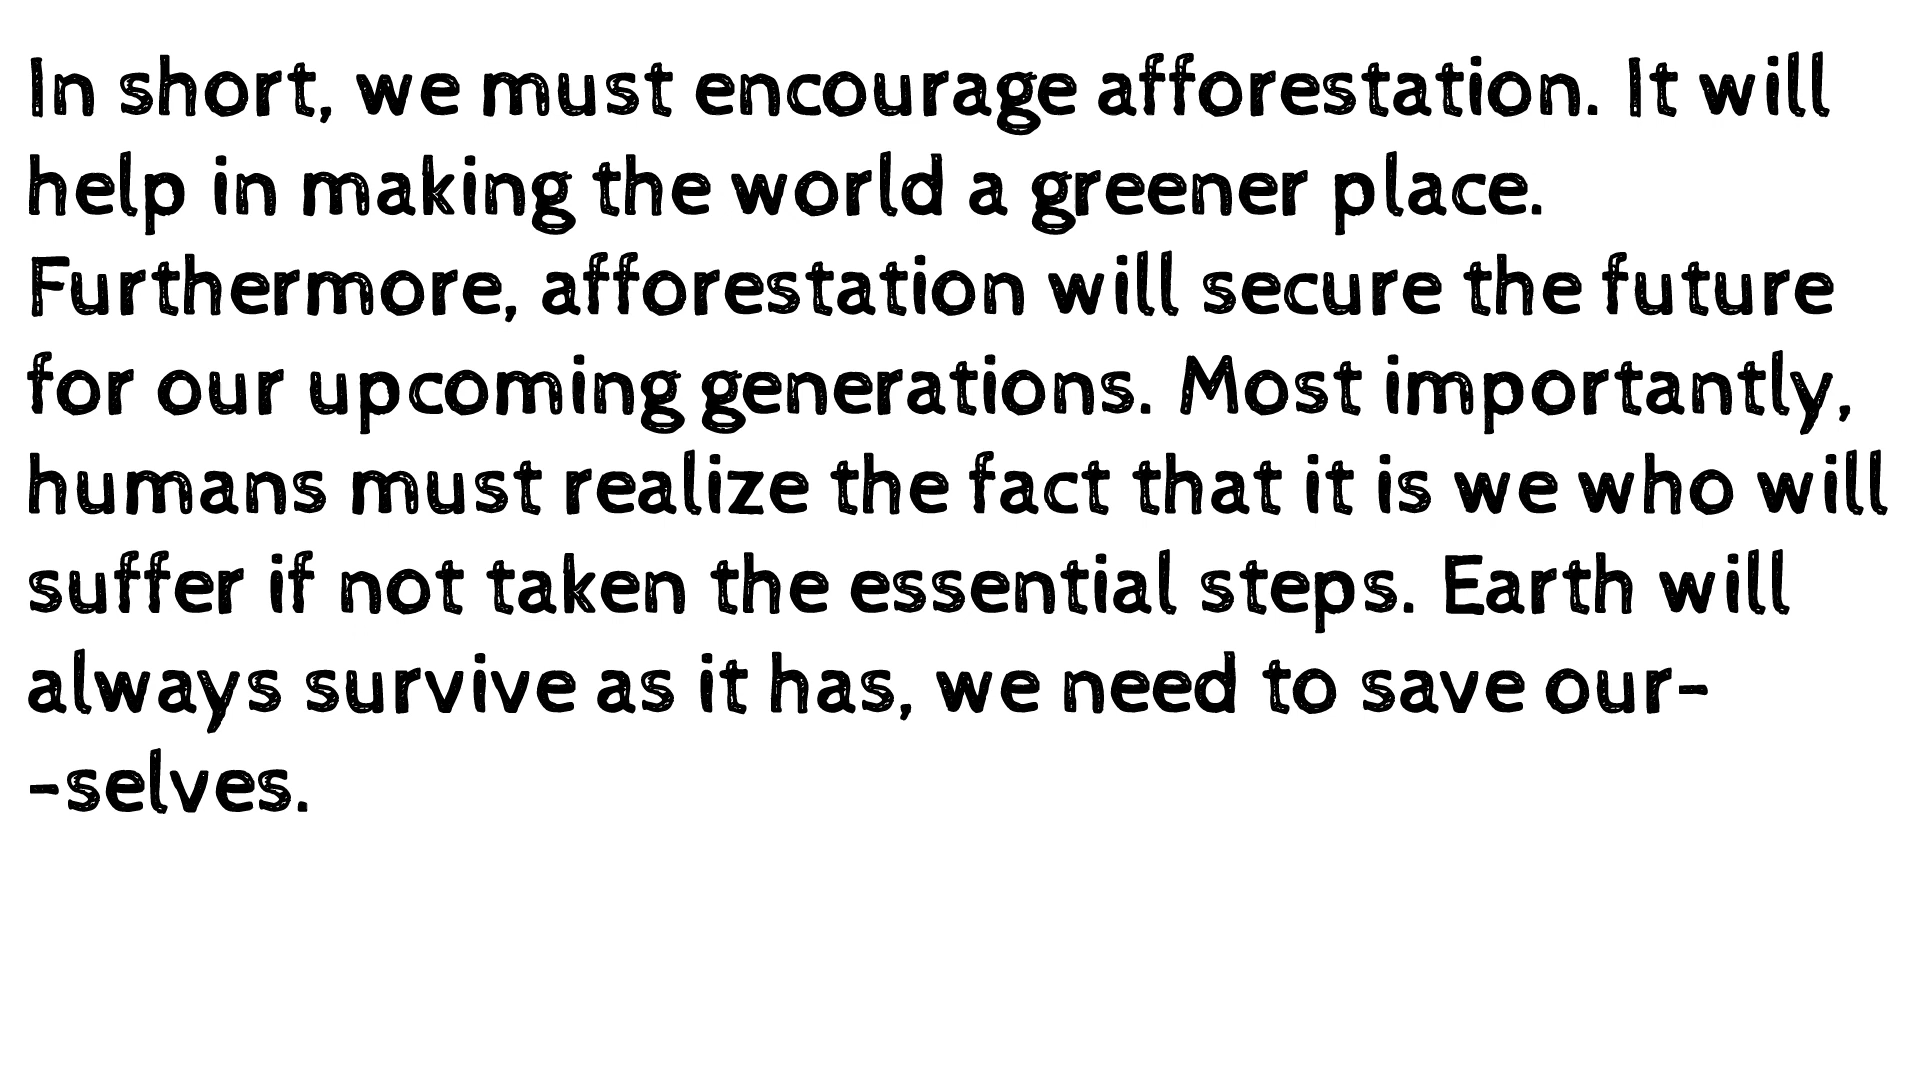 In short, we must encourage afforestation. It will
help in making the world a greener place.
Furthermore, afforestation will secure the future
for our upcoming generations. Most importantly,
humans must realize the fact that it is we who will
suffer if not taken the essential steps. Earth will
always survive as it has, we need to save our-
-selves.